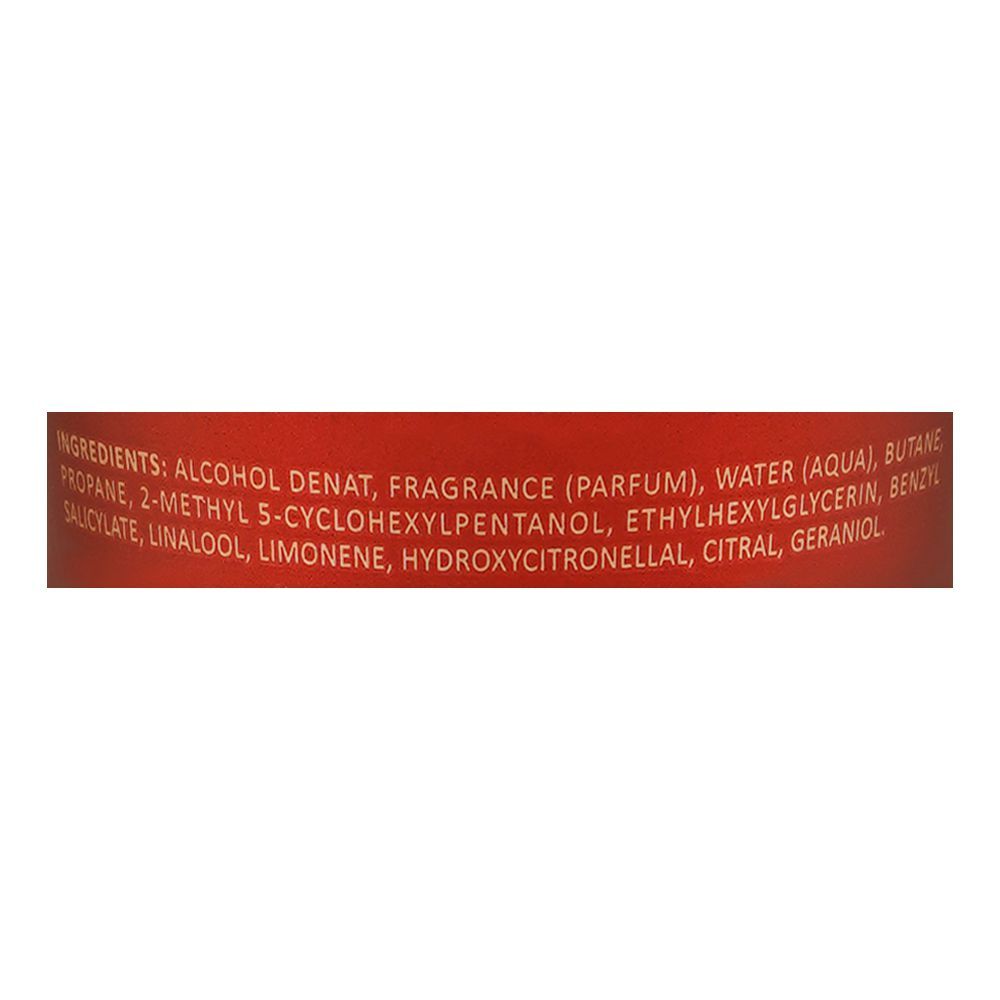 INGREDIENTS: ALCOHOL DENAT, FRAGRANCE (PARFUM), WATER (AQUA), BUTANE,
PROPANE, 2-METHYL 5-CYCLOHEXYLPENTANOL, ETHYLHEXYLGLYCERIN, BENZYL
SALICYLATE, LINALOOL, LIMONENE, HYDROXYCITRONELLAL, CITRAL, GERANIOL.